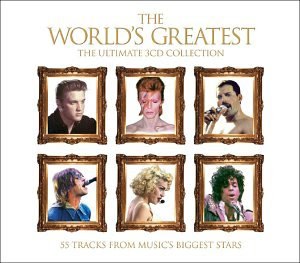 THE
WORLD'S GREATEST
THE ULTIMATE 3CD COLLECTION
55 TRACKS FROM MUSIC'S BIGGEST STARS